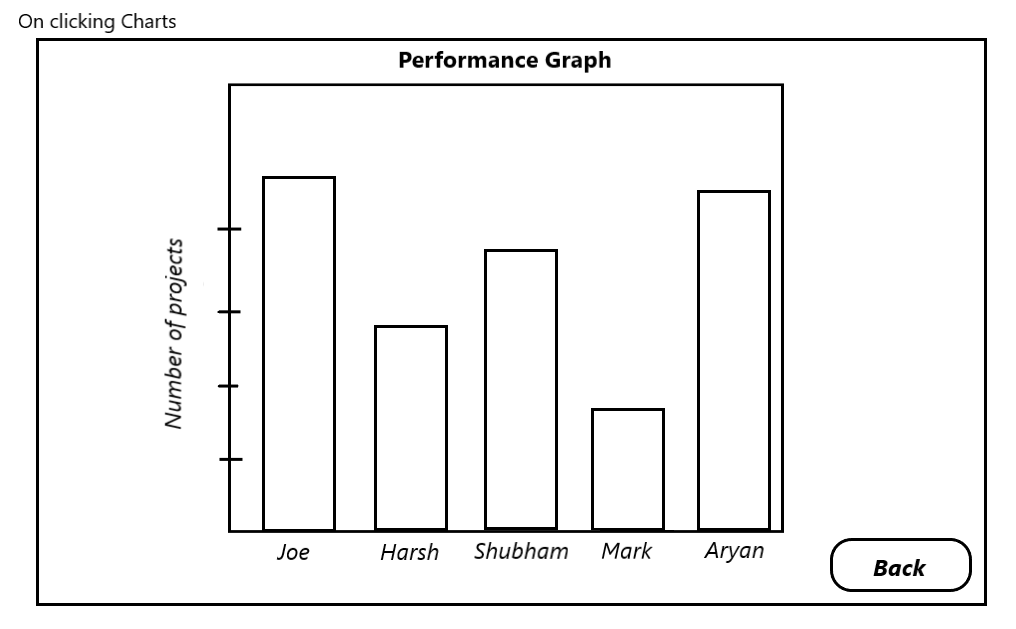 On clicking Charts
Performance Graph
Number of projects
Joe Harsh Shubham Mark Aryan
Back